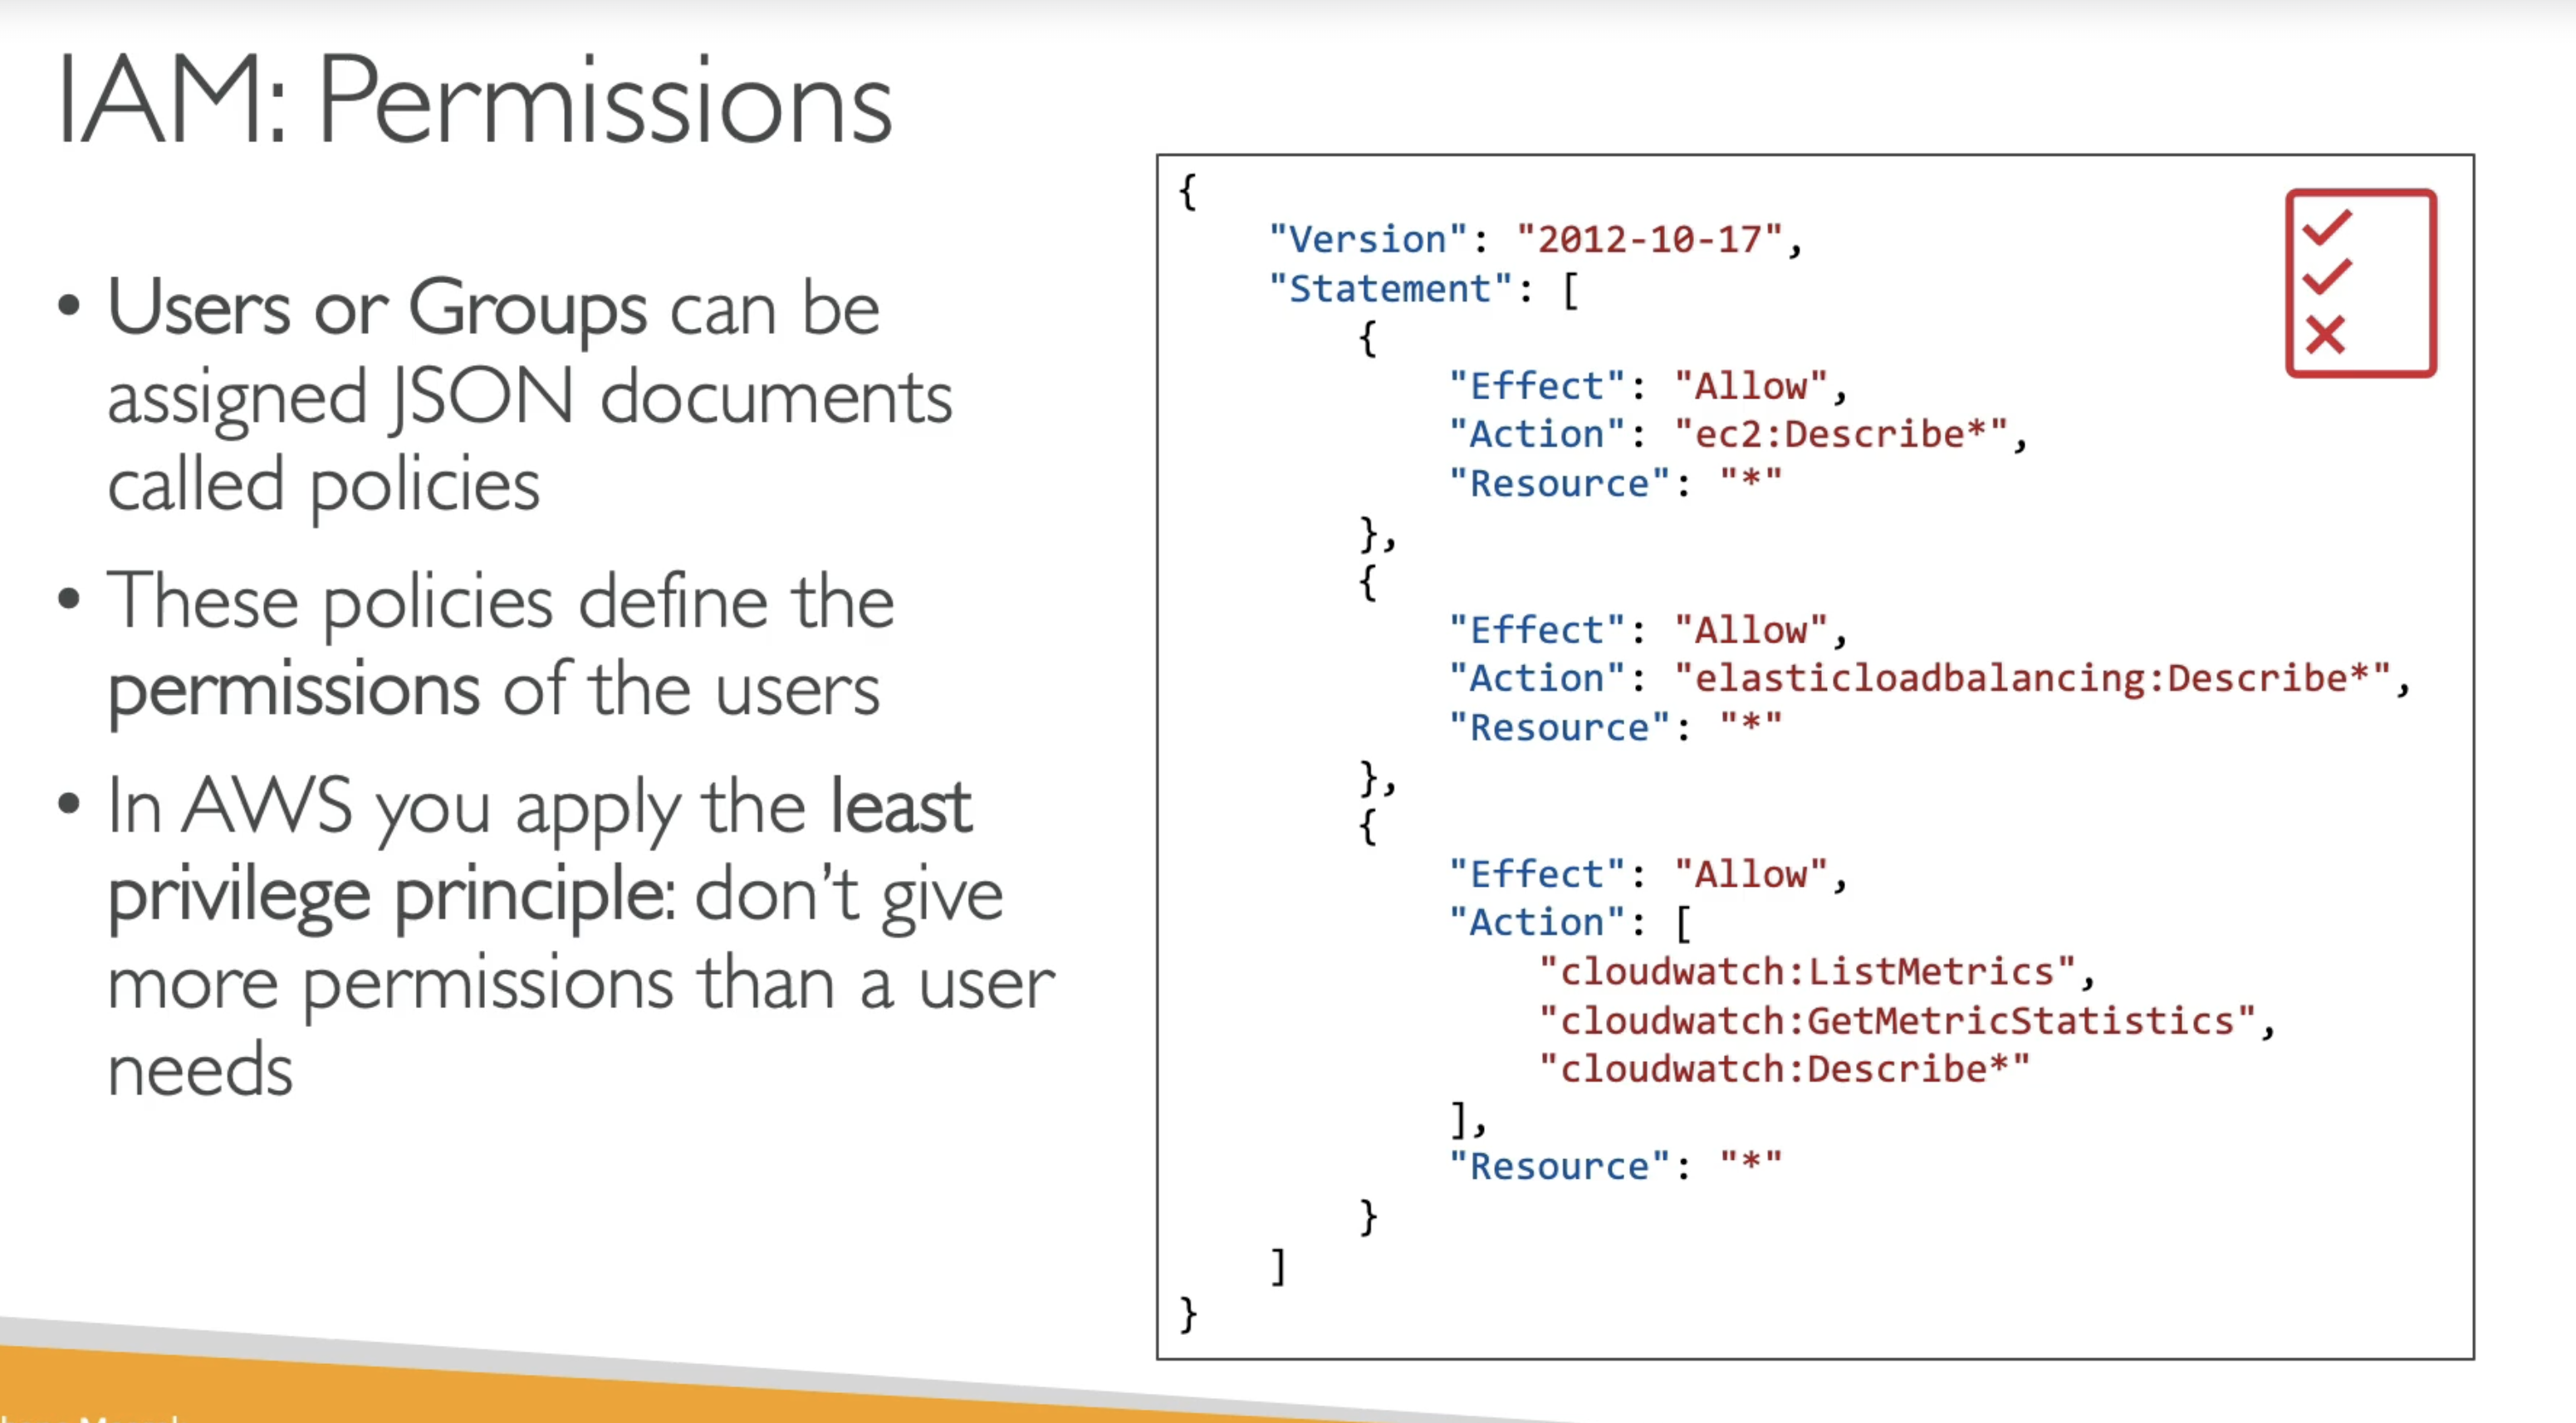 IAM: Permissions
• Users or Groups can be
assigned JSON documents
called policies
• These policies define the
permissions of the users
• In AWS you apply the least
privilege principle: don’t give
more permissions than a user
needs
{
    "Version": "2012-10-17",
    "Statement": [
        {
            "Effect": "Allow",
            "Action": "ec2:Describe*",
            "Resource": "*"
        },
        {
            "Effect": "Allow",
            "Action": "elasticloadbalancing:Describe*",
            "Resource": "*"
        },
        {
            "Effect": "Allow",
            "Action": [
                "cloudwatch:ListMetrics",
                "cloudwatch:GetMetricStatistics",
                "cloudwatch:Describe*"
            ],
            "Resource": "*"
        }
    ]
}